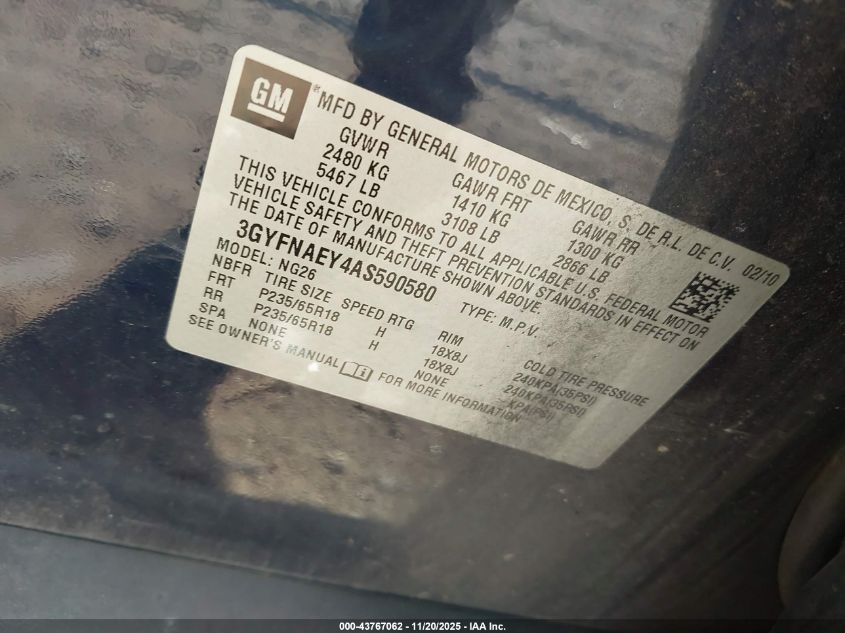 GM
® MFD BY GENERAL MOTORS DE MEXICO, S. DE R.L. DE C.V. 02/10
GVWR GAWR FRT GAWR RR
2480 KG 1410 KG 1300 KG
5467 LB 3108 LB 2866 LB
THIS VEHICLE CONFORMS TO ALL APPLICABLE U.S. FEDERAL MOTOR
VEHICLE SAFETY AND THEFT PREVENTION STANDARDS IN EFFECT ON
THE DATE OF MANUFACTURE SHOWN ABOVE.
3GYFNAEY4AS590580 TYPE: M.P.V.
MODEL: NG26
NBFR TIRE SIZE SPEED RTG RIM COLD TIRE PRESSURE
FRT P235/65R18 H 18X8J 240KPA(35PSI)
RR P235/65R18 H 18X8J 240KPA(35PSI)
SPA NONE NONE KPA(PSI)
SEE OWNER'S MANUAL FOR MORE INFORMATION
000-43767062 - 11/20/2025 - IAA Inc.